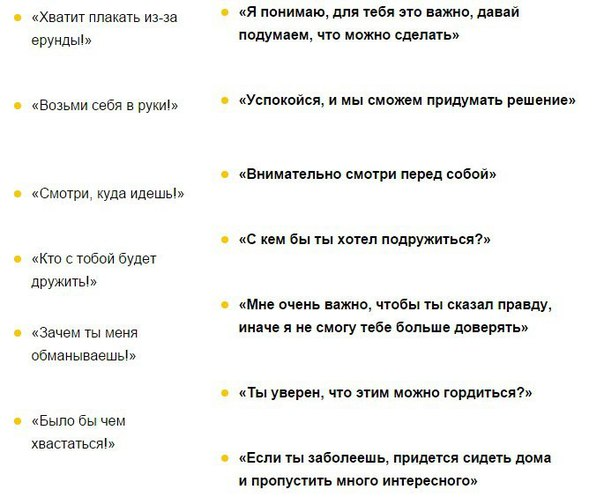 «Хватит плакать из-за
ерунды!»
«Возьми себя в руки!»
«Смотри, куда идешь!»
«Кто с тобой будет
дружить!»
«Зачем ты меня
обманываешь!»
«Было бы чем
хвастаться!»
«Я понимаю, для тебя это важно, давай
подумаем, что можно сделать»
«Успокойся, и мы сможем придумать решение»
«Внимательно смотри перед собой»
«С кем бы ты хотел подружиться?»
«Мне очень важно, чтобы ты сказал правду,
иначе я не смогу тебе больше доверять»
«Ты уверен, что этим можно гордиться?»
«Если ты заболеешь, придется сидеть дома
и пропустить много интересного»